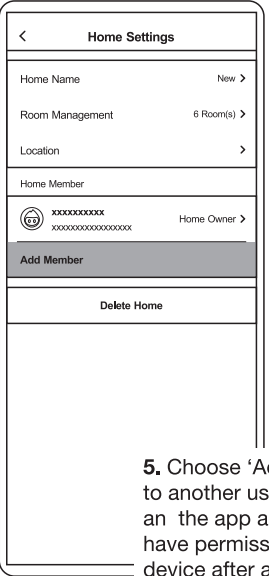 Home Settings
Home Name New
Room Management 6 Room(s)
Location
Home Member
xxxxxxxxxx
xxxxxxxxxxxxxxxxx Home Owner
Add Member
Delete Home
5. Choose ‘A
to another us
an the app a
have permiss
device after a